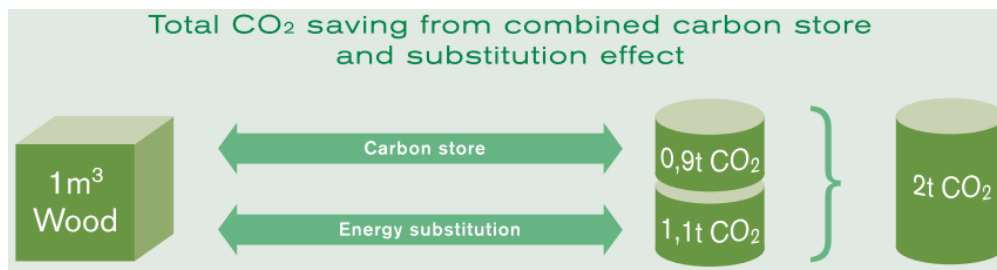 Total CO₂ saving from combined carbon store
and substitution effect
1m³
Wood
Carbon store
Energy substitution
0,9t CO₂
1,1t CO₂
2t CO₂